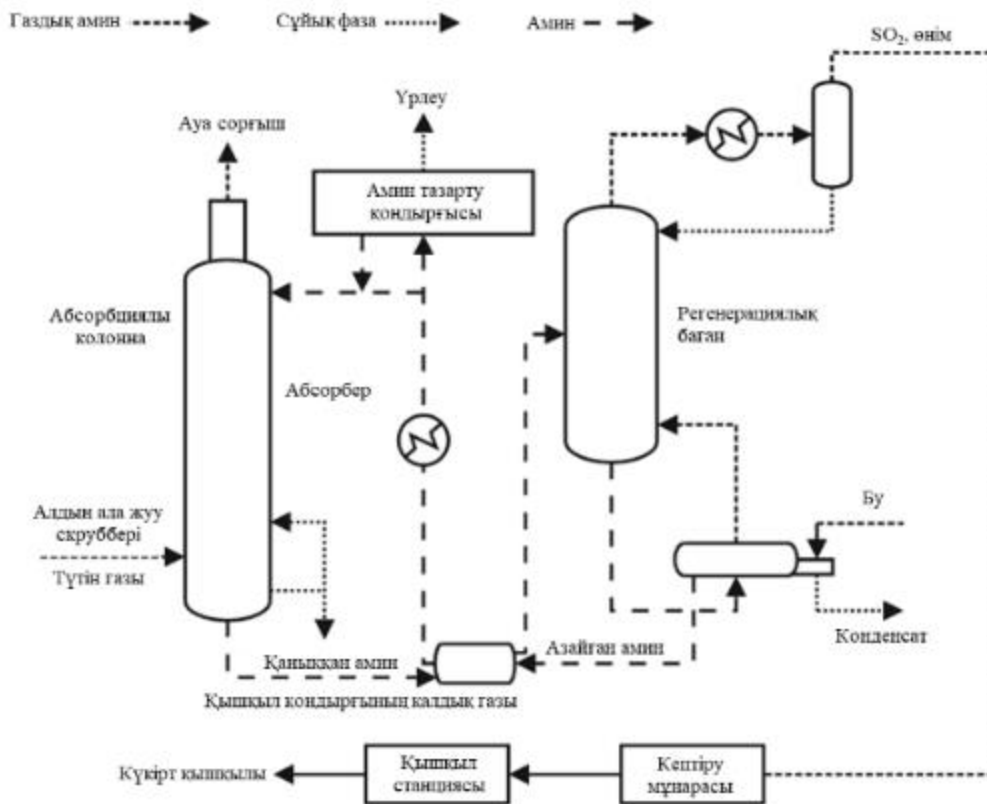 Газдық амин
Сұйық фаза
Амин
SO₂, өнім
Үрлеу
Ауа сорғыш
Амин тазарту
қондырғысы
Абсорбциялы
колонна
Регенерациялық
баған
Абсорбер
Алдын ала жуу
скруббері
Түтін газы
Бу
Конденсат
Қаныққан амин
Азайған амин
Қышқыл қондырғының қалдық газы
Күкірт қышқылы
Қышқыл
станциясы
Кептіру
мұнарасы